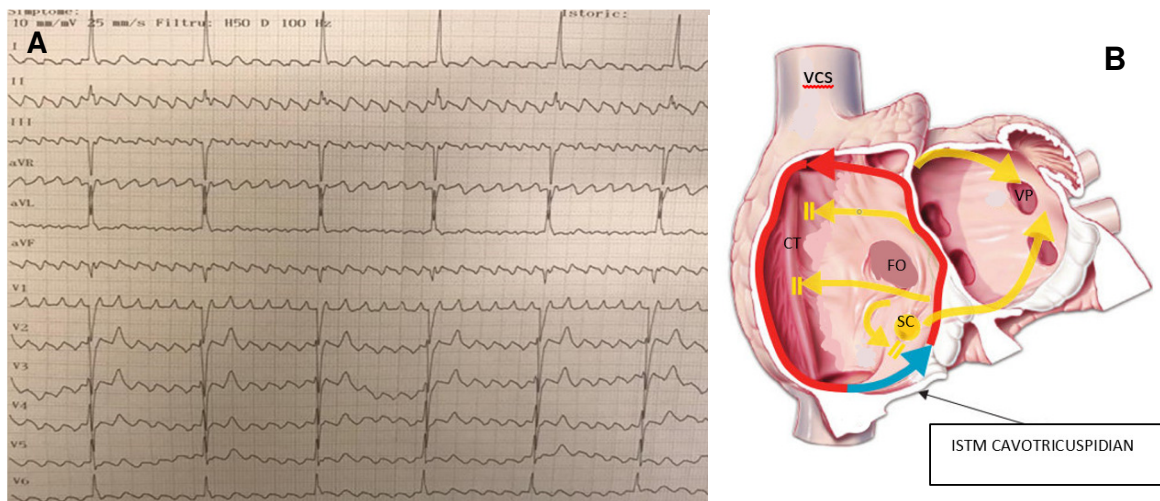 Simptome:
Istoric:
10 mm/mV 25 mm/s Filtru: H50 D 100 Hz
A
I
II
III
aVR
aVL
aVF
V1
V2
V3
V4
V5
V6
B
VCS
VP
CT
FO
SC
ISTM CAVOTRICUSPIDIAN